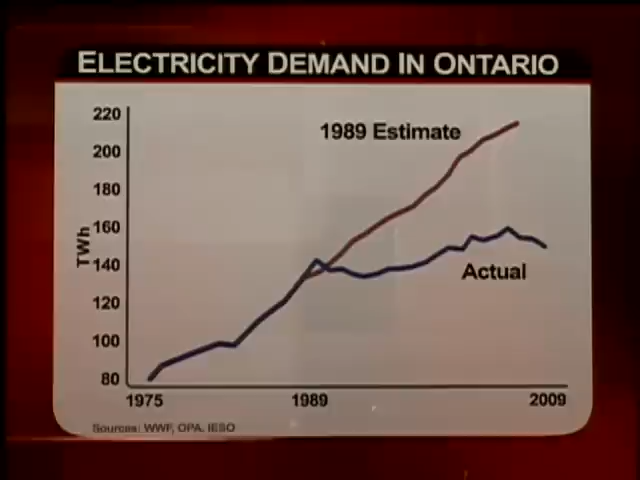 ELECTRICITY DEMAND IN ONTARIO
220
1989 Estimate
200
180
160
TWh
140
Actual
120
100
80
1975 1989 2009
Sources: WWF, OPA, IESO